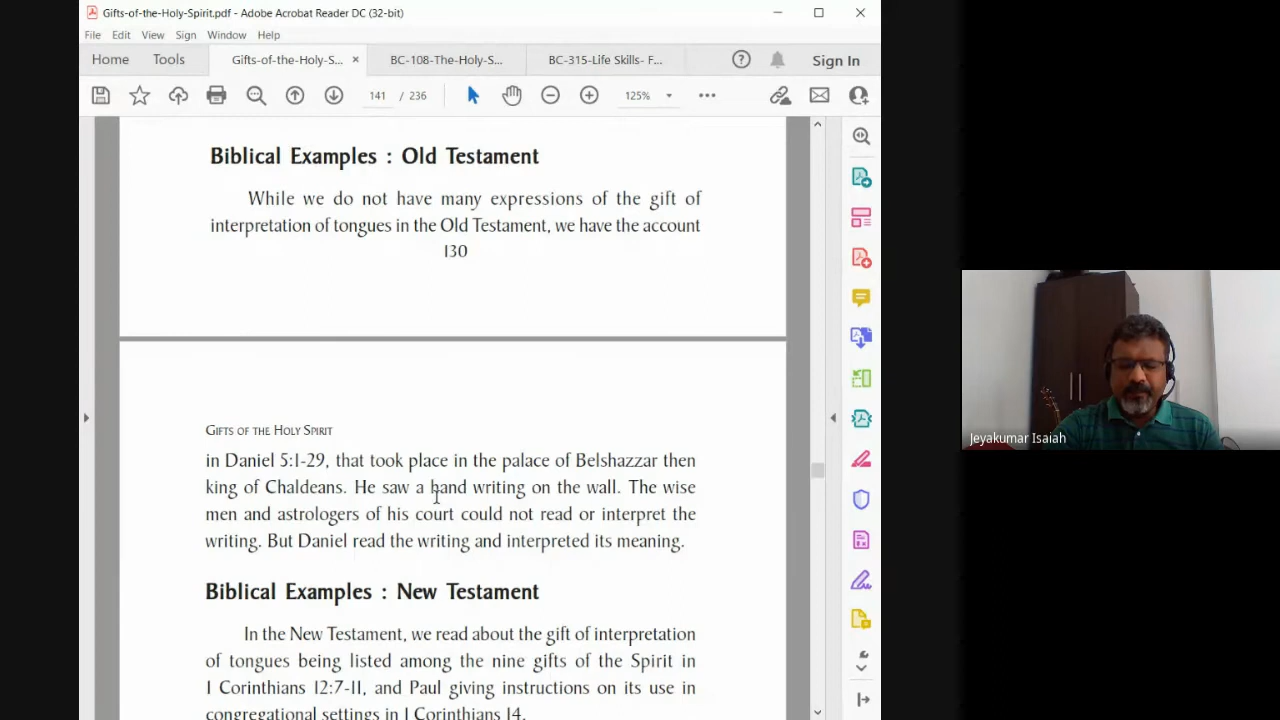 Gifts-of-the-Holy-Spirit.pdf - Adobe Acrobat Reader DC (32-bit)
File Edit View Sign Window Help
Home Tools Gifts-of-the-Holy-S... BC-108-The-Holy-S... BC-315-Life Skills- F... Sign In
141 / 236 125%
Biblical Examples : Old Testament
While we do not have many expressions of the gift of
interpretation of tongues in the Old Testament, we have the account
130
GIFTS OF THE HOLY SPIRIT
in Daniel 5:1-29, that took place in the palace of Belshazzar then
king of Chaldeans. He saw a hand writing on the wall. The wise
men and astrologers of his court could not read or interpret the
writing. But Daniel read the writing and interpreted its meaning.
Biblical Examples : New Testament
In the New Testament, we read about the gift of interpretation
of tongues being listed among the nine gifts of the Spirit in
1 Corinthians 12:7-11, and Paul giving instructions on its use in
congregational settings in 1 Corinthians 14.
Jeyakumar Isaiah